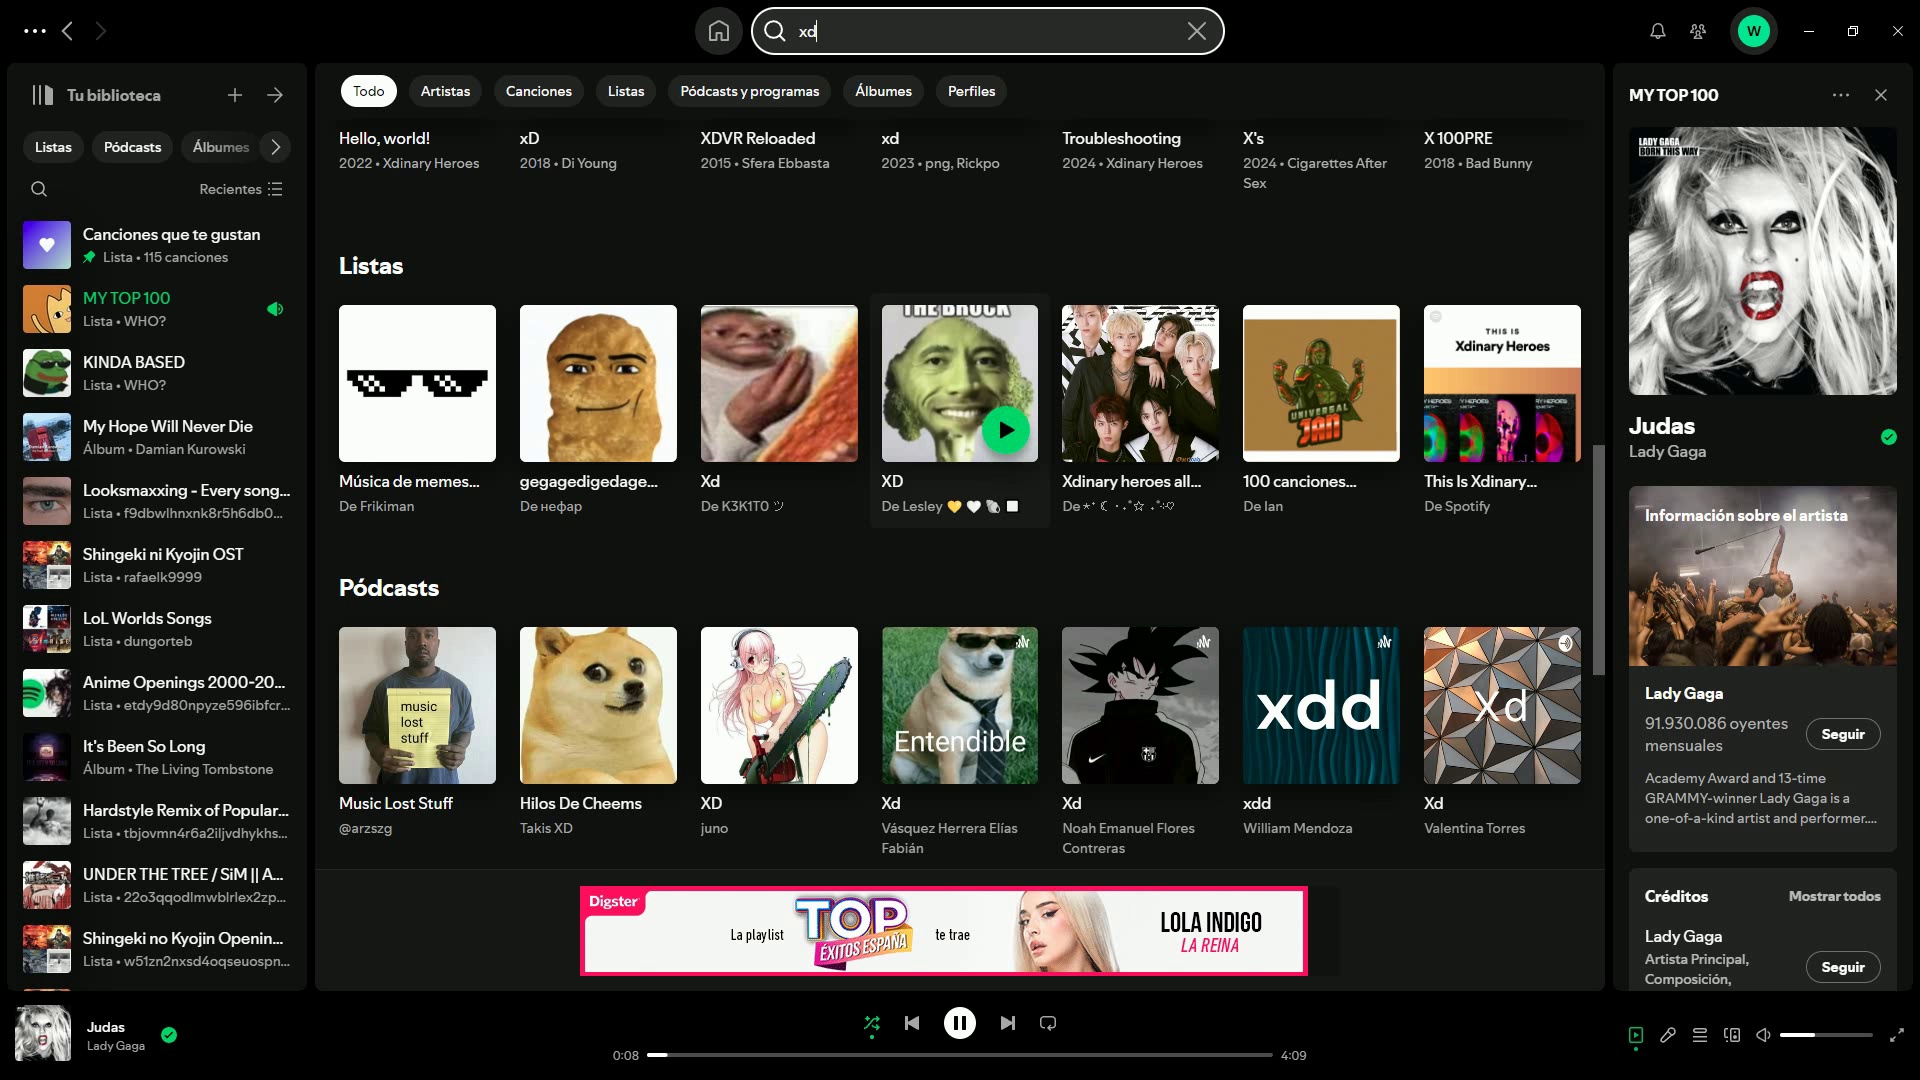 xd
W
Tu biblioteca
Listas
Pódcasts
Álbumes
Recientes
Canciones que te gustan
Lista • 115 canciones
MY TOP 100
Lista • WHO?
KINDA BASED
Lista • WHO?
My Hope Will Never Die
Álbum • Damian Kurowski
Looksmaxxing - Every song...
Lista • f9dbwlhnxnk8r5h6db0...
Shingeki ni Kyojin OST
Lista • rafaelk9999
LoL Worlds Songs
Lista • dungorteb
Anime Openings 2000-20...
Lista • etdy9d80npyze596ibfcr...
It's Been So Long
Álbum • The Living Tombstone
Hardstyle Remix of Popular...
Lista • tbjovmn4r6a2iljvdhykhs...
UNDER THE TREE / SiM || A...
Lista • 22o3qqodlmwblrlex2zp...
Shingeki no Kyojin Openin...
Lista • w51zn2nxsd4oqseuospn...
Todo
Artistas
Canciones
Listas
Pódcasts y programas
Álbumes
Perfiles
Hello, world!
2022 • Xdinary Heroes
xD
2018 • Di Young
XDVR Reloaded
2015 • Sfera Ebbasta
xd
2023 • png, Rickpo
Troubleshooting
2024 • Xdinary Heroes
X's
2024 • Cigarettes After
Sex
X 100PRE
2018 • Bad Bunny
Listas
THE BROCK
UNIVERSAL
JAN
THIS IS
Xdinary Heroes
Música de memes...
De Frikiman
gegagedigedage...
De нефар
Xd
De K3K1T0 ツ
XD
De Lesley 💛 🤍 🐚 ◻
Xdinary heroes all...
De⋆⁺ ☾ ⋆₊˚☆ ₊˚⊹♡
100 canciones...
De Ian
This Is Xdinary...
De Spotify
Pódcasts
music
lost
stuff
Entendible
xdd
Xd
Music Lost Stuff
@arzszg
Hilos De Cheems
Takis XD
XD
juno
Xd
Vásquez Herrera Elías
Fabián
Xd
Noah Emanuel Flores
Contreras
xdd
William Mendoza
Xd
Valentina Torres
Digster
La playlist
TOP
ÉXITOS ESPAÑA
te trae
LOLA INDIGO
LA REINA
MY TOP 100
LADY GAGA
BORN THIS WAY
Judas
Lady Gaga
Información sobre el artista
Lady Gaga
91.930.086 oyentes
mensuales
Seguir
Academy Award and 13-time
GRAMMY-winner Lady Gaga is a
one-of-a-kind artist and performer....
Créditos
Mostrar todos
Lady Gaga
Artista Principal,
Composición,
Seguir
Judas
Lady Gaga
0:08
4:09